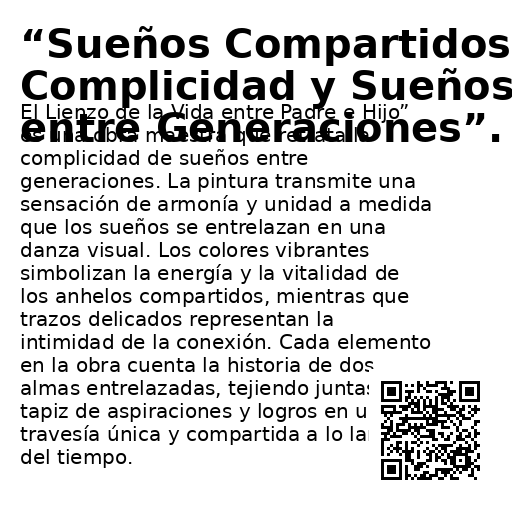 “Sueños Compartidos
Complicidad y Sueños
El Lienzo de la Vida entre Padre e Hijo”
entre Generaciones”.
es una obra maestra que retrata la
complicidad de sueños entre
generaciones. La pintura transmite una
sensación de armonía y unidad a medida
que los sueños se entrelazan en una
danza visual. Los colores vibrantes
simbolizan la energía y la vitalidad de
los anhelos compartidos, mientras que
trazos delicados representan la
intimidad de la conexión. Cada elemento
en la obra cuenta la historia de dos
almas entrelazadas, tejiendo juntas
tapiz de aspiraciones y logros en u
travesía única y compartida a lo la
del tiempo.